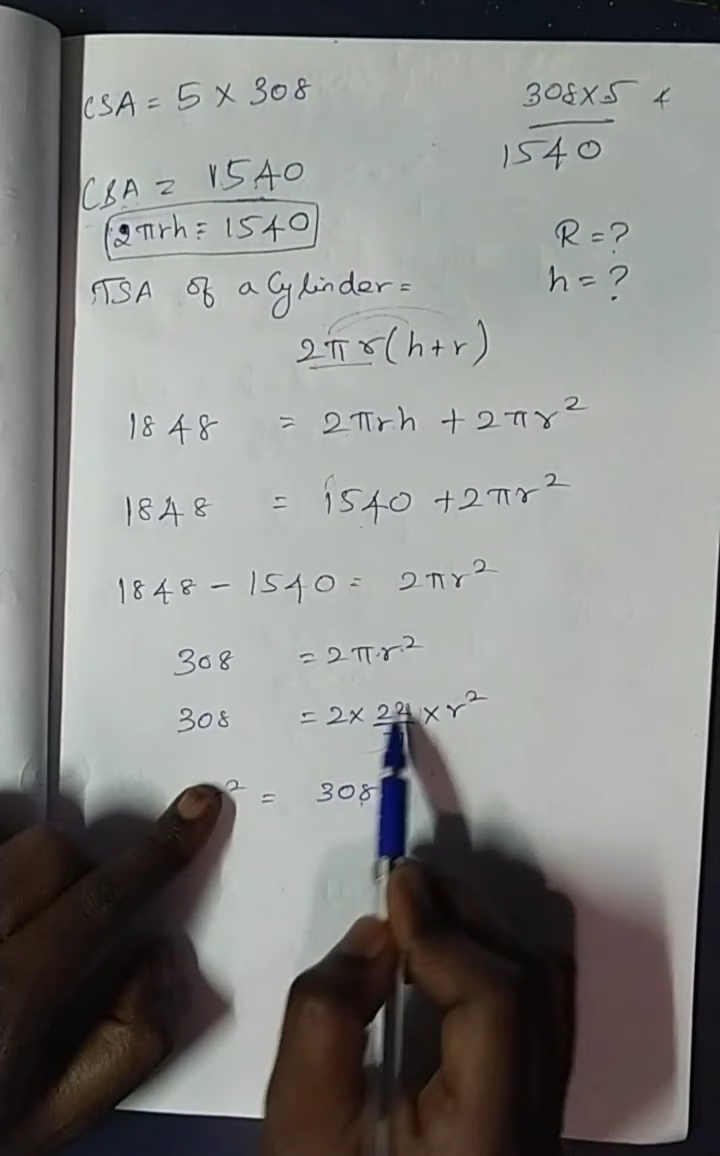 CSA = 5 × 308
308×5
1540
CSA = 1540
2πrh = 1540
R = ?
TSA of a Cylinder =
h = ?
2πr(h+r)
1848 = 2πrh + 2πr²
1848 = 1540 + 2πr²
1848 - 1540 = 2πr²
308 = 2πr²
308 = 2 × 22 × r²
² = 308